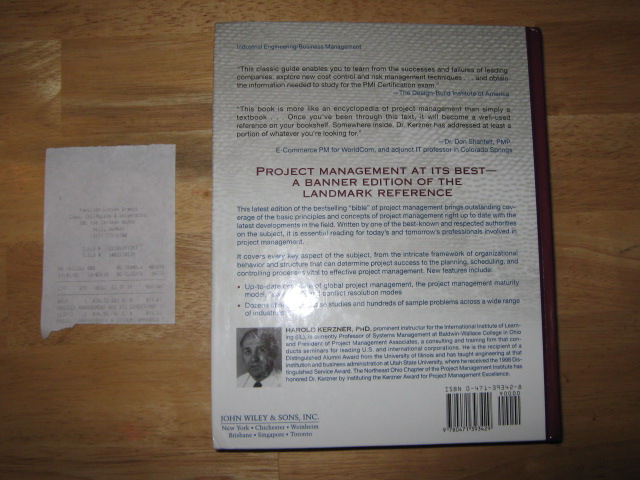 Industrial Engineering/Business Management
"This classic guide enables you to learn from the successes and failures of leading
companies, explore new cost control and risk management techniques . . . and obtain
the information needed to study for the PMI Certification exam."
—The Design-Build Institute of America
"This book is more like an encyclopedia of project management than simply a
textbook . . . Once you've been through this text, it will become a well-used
reference on your bookshelf. Somewhere inside, Dr. Kerzner has addressed at least a
portion of whatever you're looking for."
—Dr. Don Shanfelt, PMP
E-Commerce PM for WorldCom, and adjunct IT professor in Colorado Springs
PROJECT MANAGEMENT AT ITS BEST—
A BANNER EDITION OF THE
LANDMARK REFERENCE
This latest edition of the bestselling "bible" of project management brings outstanding cov-
erage of the basic principles and concepts of project management right up to date with the
latest developments in the field. Written by one of the best-known and respected authorities
on the subject, it is essential reading for today's and tomorrow's professionals involved in
project management.
It covers every key aspect of the subject, from the intricate framework of organizational
behavior and structure that can determine project success to the planning, scheduling, and
controlling processes vital to effective project management. New features include:
• Up-to-date of global project management, the project maturity
model, conflict resolution modes
• Dozens studies and hundreds of sample problems across a wide range
of industries
HAROLD KERZNER, PHD, prominent instructor for the International Institute of Learn-
ing (IIL), is currently Professor of Systems Management at Baldwin-Wallace College in Ohio
and President of Project Management Associates, a consulting and training firm that con-
ducts seminars for leading U.S. and international corporations. He is the recipient of a
Distinguished Alumni Award from the University of Illinois and has taught engineering at that
institution and business administration at Utah State University, where he received the 1998 Dis-
tinguished Service Award. The Northeast Ohio Chapter of the Project Management Institute has
honored Dr. Kerzner by instituting the Kerzner Award for Project Management Excellence.
ISBN 0-471-39342-8
90000
9 780471 393429
JOHN WILEY & SONS, INC.
New York • Chichester • Weinheim
Brisbane • Singapore • Toronto